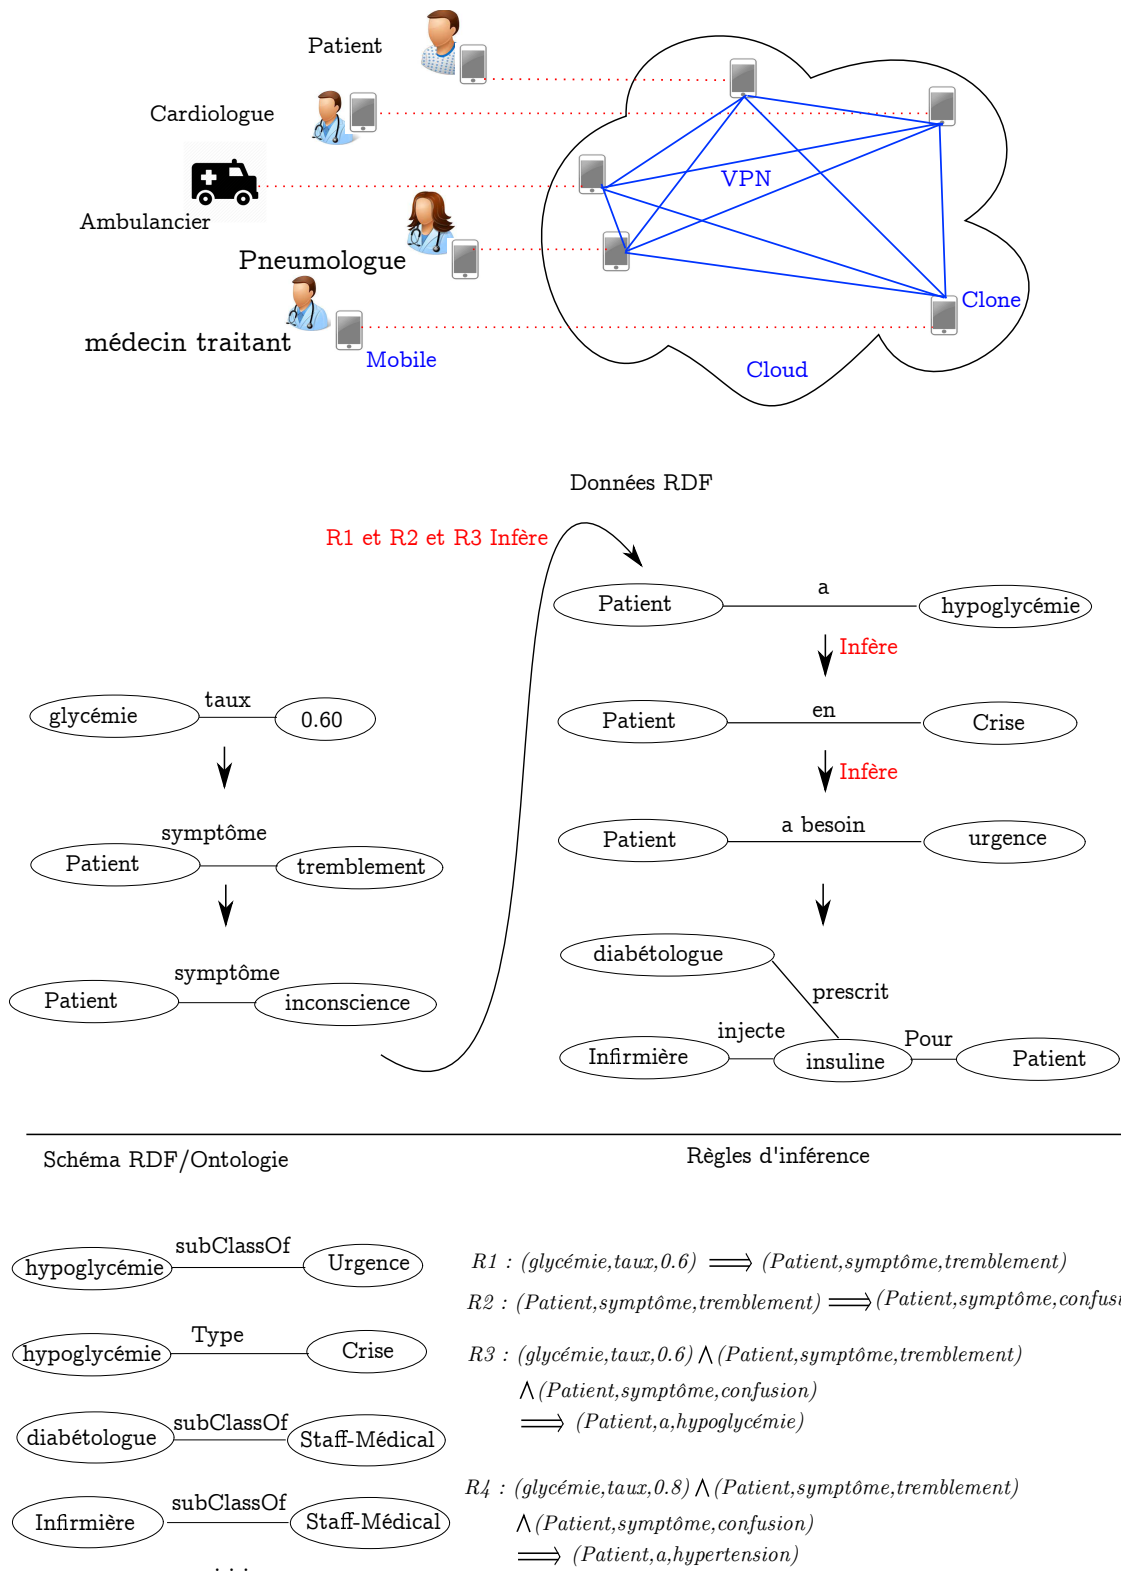 Patient
Cardiologue
Ambulancier
Pneumologue
médecin traitant
Mobile
VPN
Clone
Cloud
Données RDF
R1 et R2 et R3 Infère
glycémie taux 0.60
Patient symptôme tremblement
Patient symptôme inconscience
Patient a hypoglycémie
Infère
Patient en Crise
Infère
Patient a besoin urgence
diabétologue
prescrit
Infirmière injecte insuline Pour Patient
Schéma RDF/Ontologie
hypoglycémie subClassOf Urgence
hypoglycémie Type Crise
diabétologue subClassOf Staff-Médical
Infirmière subClassOf Staff-Médical
. . .
Règles d'inférence
R1 : (glycémie,taux,0.6) ⟹ (Patient,symptôme,tremblement)
R2 : (Patient,symptôme,tremblement) ⟹ (Patient,symptôme,confusi
R3 : (glycémie,taux,0.6) ⋀ (Patient,symptôme,tremblement)
⋀ (Patient,symptôme,confusion)
⟹ (Patient,a,hypoglycémie)
R4 : (glycémie,taux,0.8) ⋀ (Patient,symptôme,tremblement)
⋀ (Patient,symptôme,confusion)
⟹ (Patient,a,hypertension)